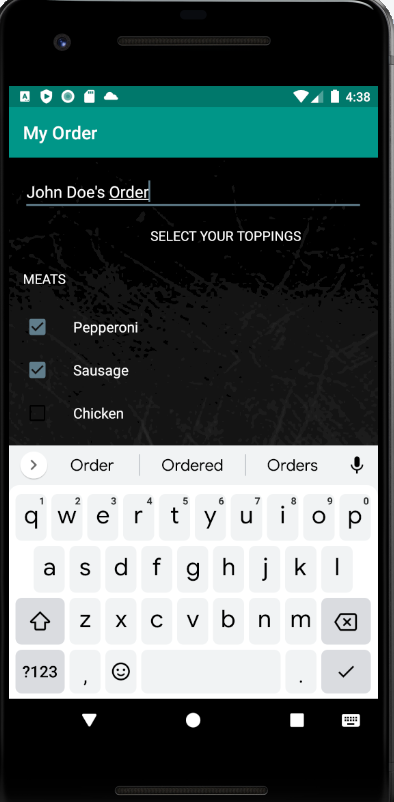 4:38
My Order
John Doe's Order
SELECT YOUR TOPPINGS
MEATS
Pepperoni
Sausage
Chicken
Order Ordered Orders
1 2 3 4 5 6 7 8 9 0
q w e r t y u i o p
a s d f g h j k l
z x c v b n m
?123 , .